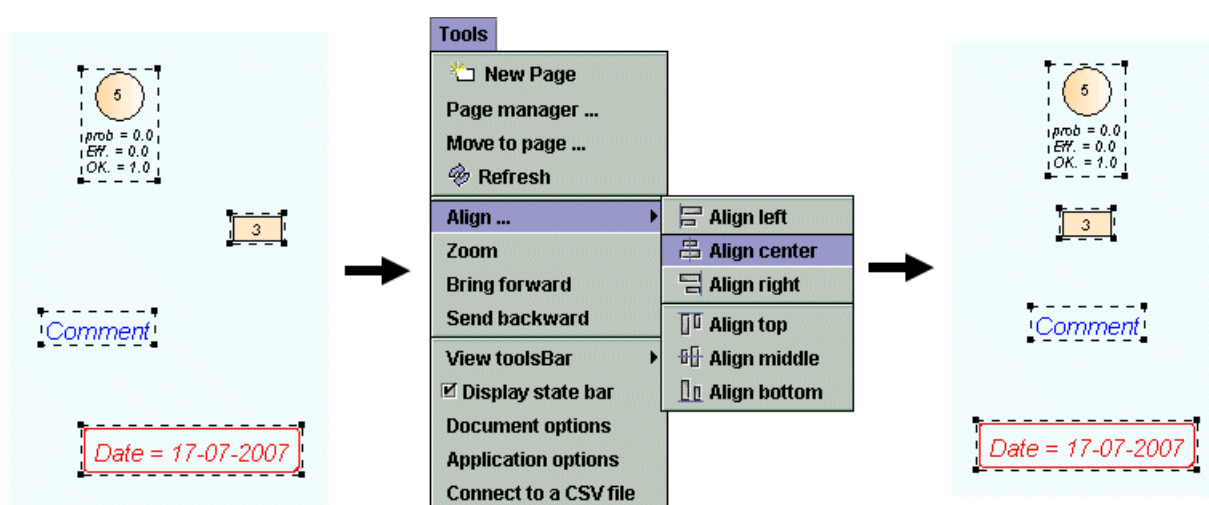 5
prob = 0.0
Eff. = 0.0
OK. = 1.0
3
Comment
Date = 17-07-2007
Tools
New Page
Page manager ...
Move to page ...
Refresh
Align ...
Zoom
Bring forward
Send backward
View toolsBar
Display state bar
Document options
Application options
Connect to a CSV file
Align left
Align center
Align right
Align top
Align middle
Align bottom
5
prob = 0.0
Eff. = 0.0
OK. = 1.0
3
Comment
Date = 17-07-2007